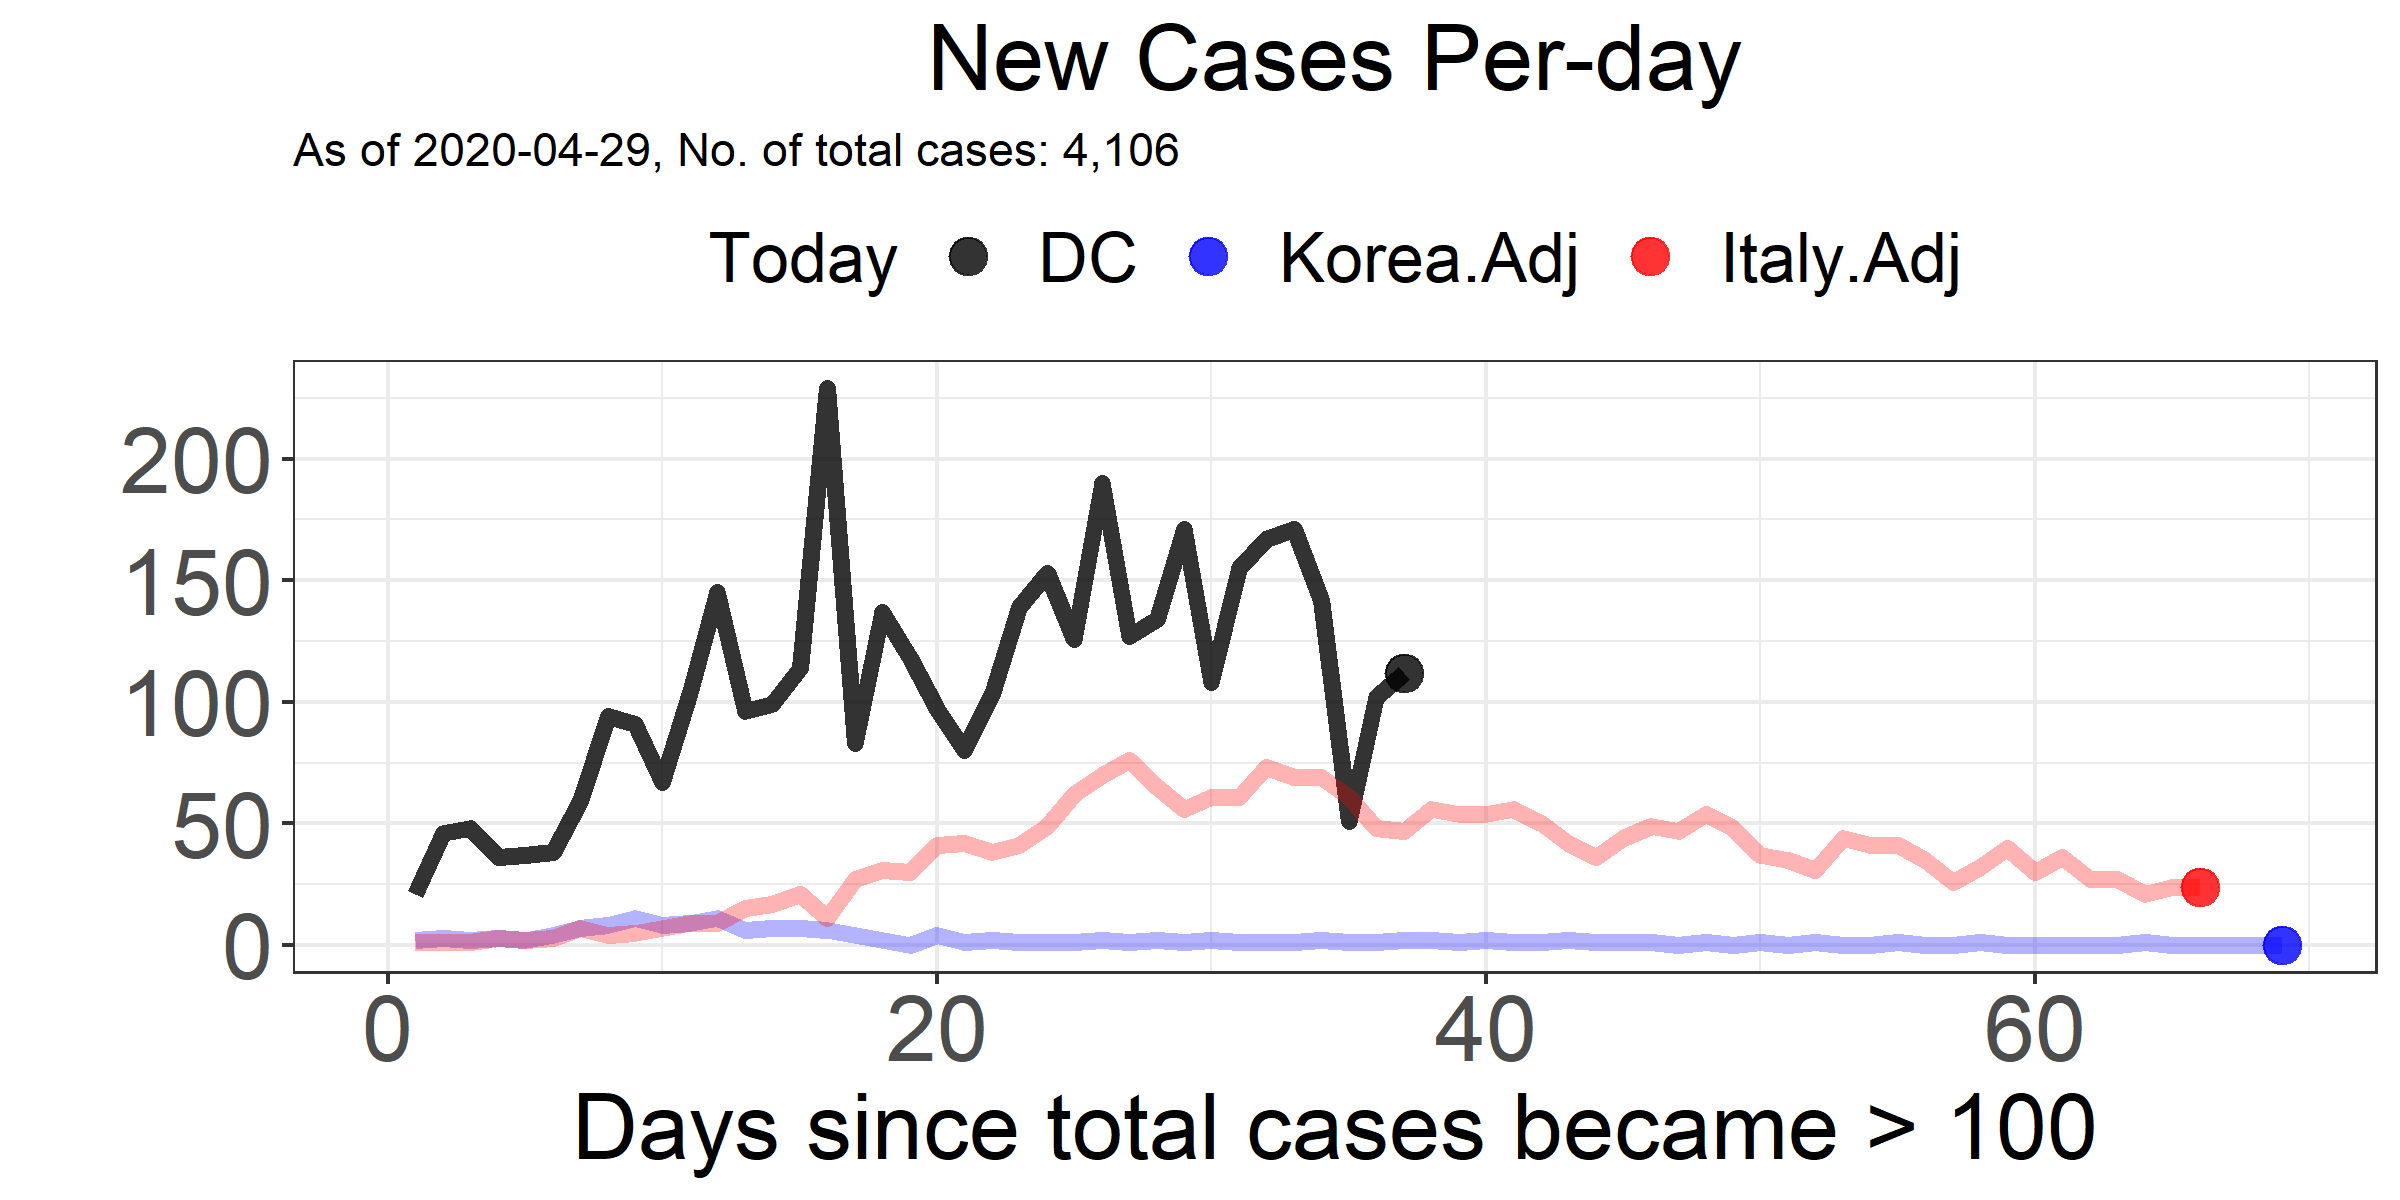 New Cases Per-day
As of 2020-04-29, No. of total cases: 4,106
Today DC Korea.Adj Italy.Adj
200
150
100
50
0
0 20 40 60
Days since total cases became > 100